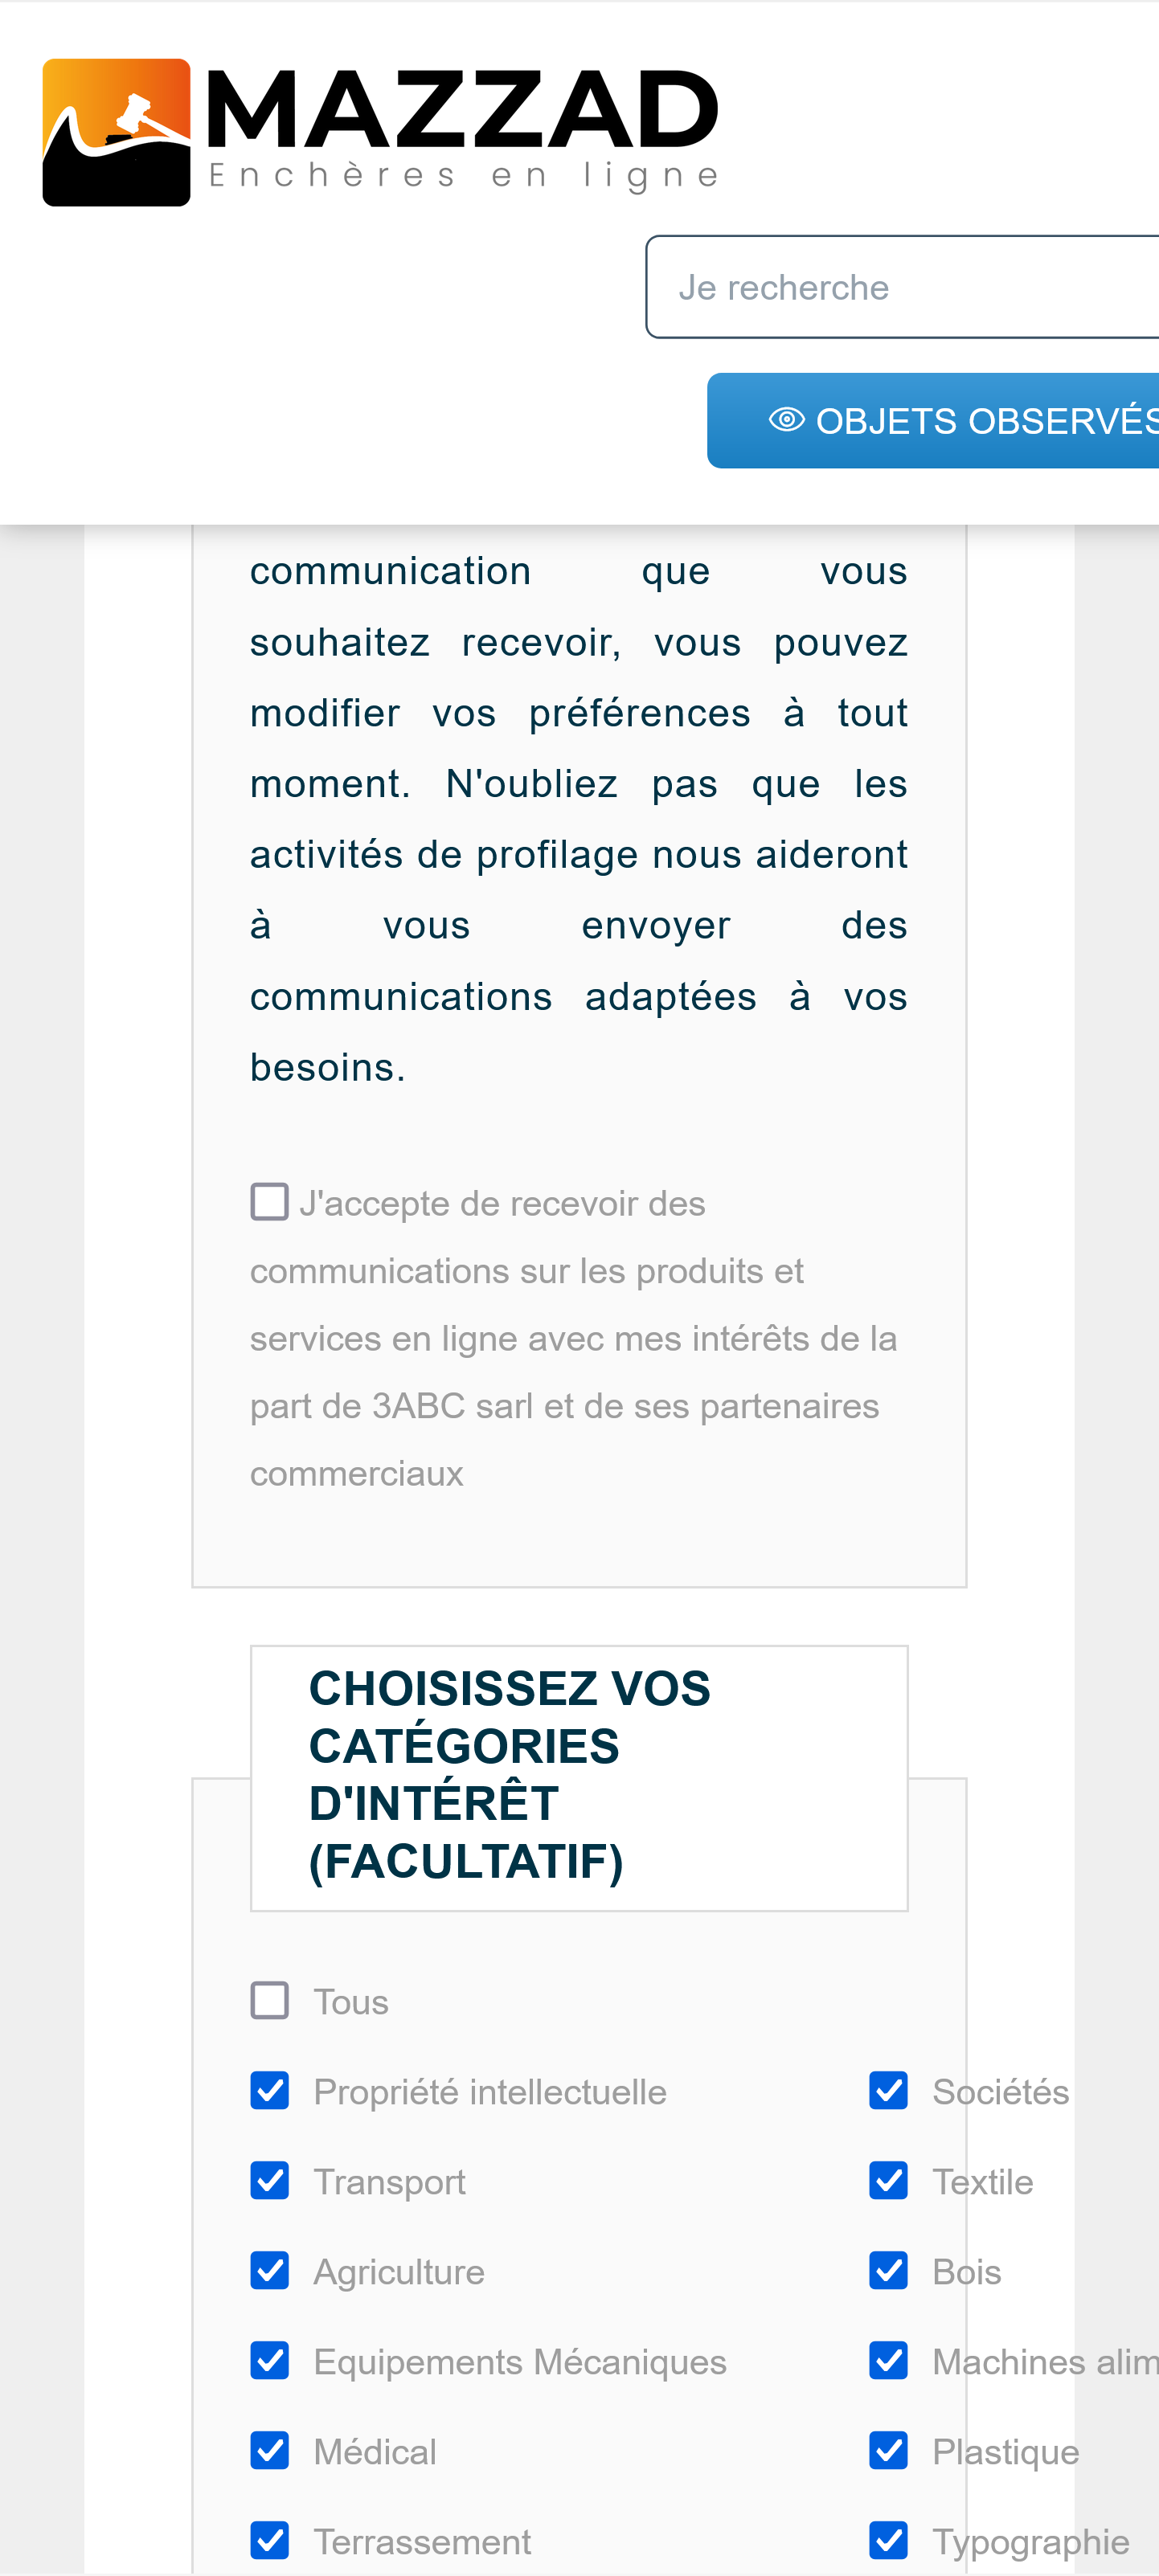 MAZZAD
Enchères en ligne
Je recherche
OBJETS OBSERVÉS
communication que vous
souhaitez recevoir, vous pouvez
modifier vos préférences à tout
moment. N'oubliez pas que les
activités de profilage nous aideront
à vous envoyer des
communications adaptées à vos
besoins.
J'accepte de recevoir des
communications sur les produits et
services en ligne avec mes intérêts de la
part de 3ABC sarl et de ses partenaires
commerciaux
CHOISISSEZ VOS
CATÉGORIES
D'INTÉRÊT
(FACULTATIF)
Tous
Propriété intellectuelle Sociétés
Transport Textile
Agriculture Bois
Equipements Mécaniques Machines alim
Médical Plastique
Terrassement Typographie